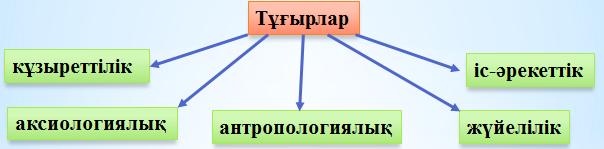 Тұғырлар
құзыреттілік
іс-әрекеттік
аксиологиялық
антропологиялық
жүйелілік